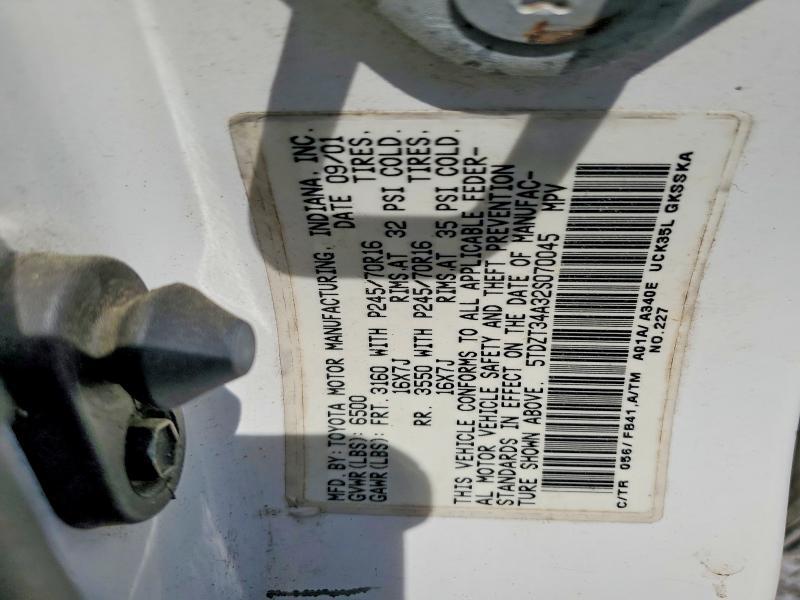 MFD. BY: TOYOTA MOTOR MANUFACTURING, INDIANA, INC.
GVWR(LBS): 6500 DATE 09/01
GAWR(LBS): FRT. 3160 WITH P245/70R16 TIRES,
16X7J RIMS,AT 32 PSI COLD.
RR. 3550 WITH P245/70R16 TIRES,
16X7J RIMS,AT 35 PSI COLD.
THIS VEHICLE CONFORMS TO ALL APPLICABLE FEDER-
AL MOTOR VEHICLE SAFETY AND THEFT PREVENTION
STANDARDS IN EFFECT ON THE DATE OF MANUFAC-
TURE SHOWN ABOVE. 5TDZT34A32S070045 MPV
C/TR 056/FB41,A/TM A01A/A340E UCK35L GKSSKA
NO.227